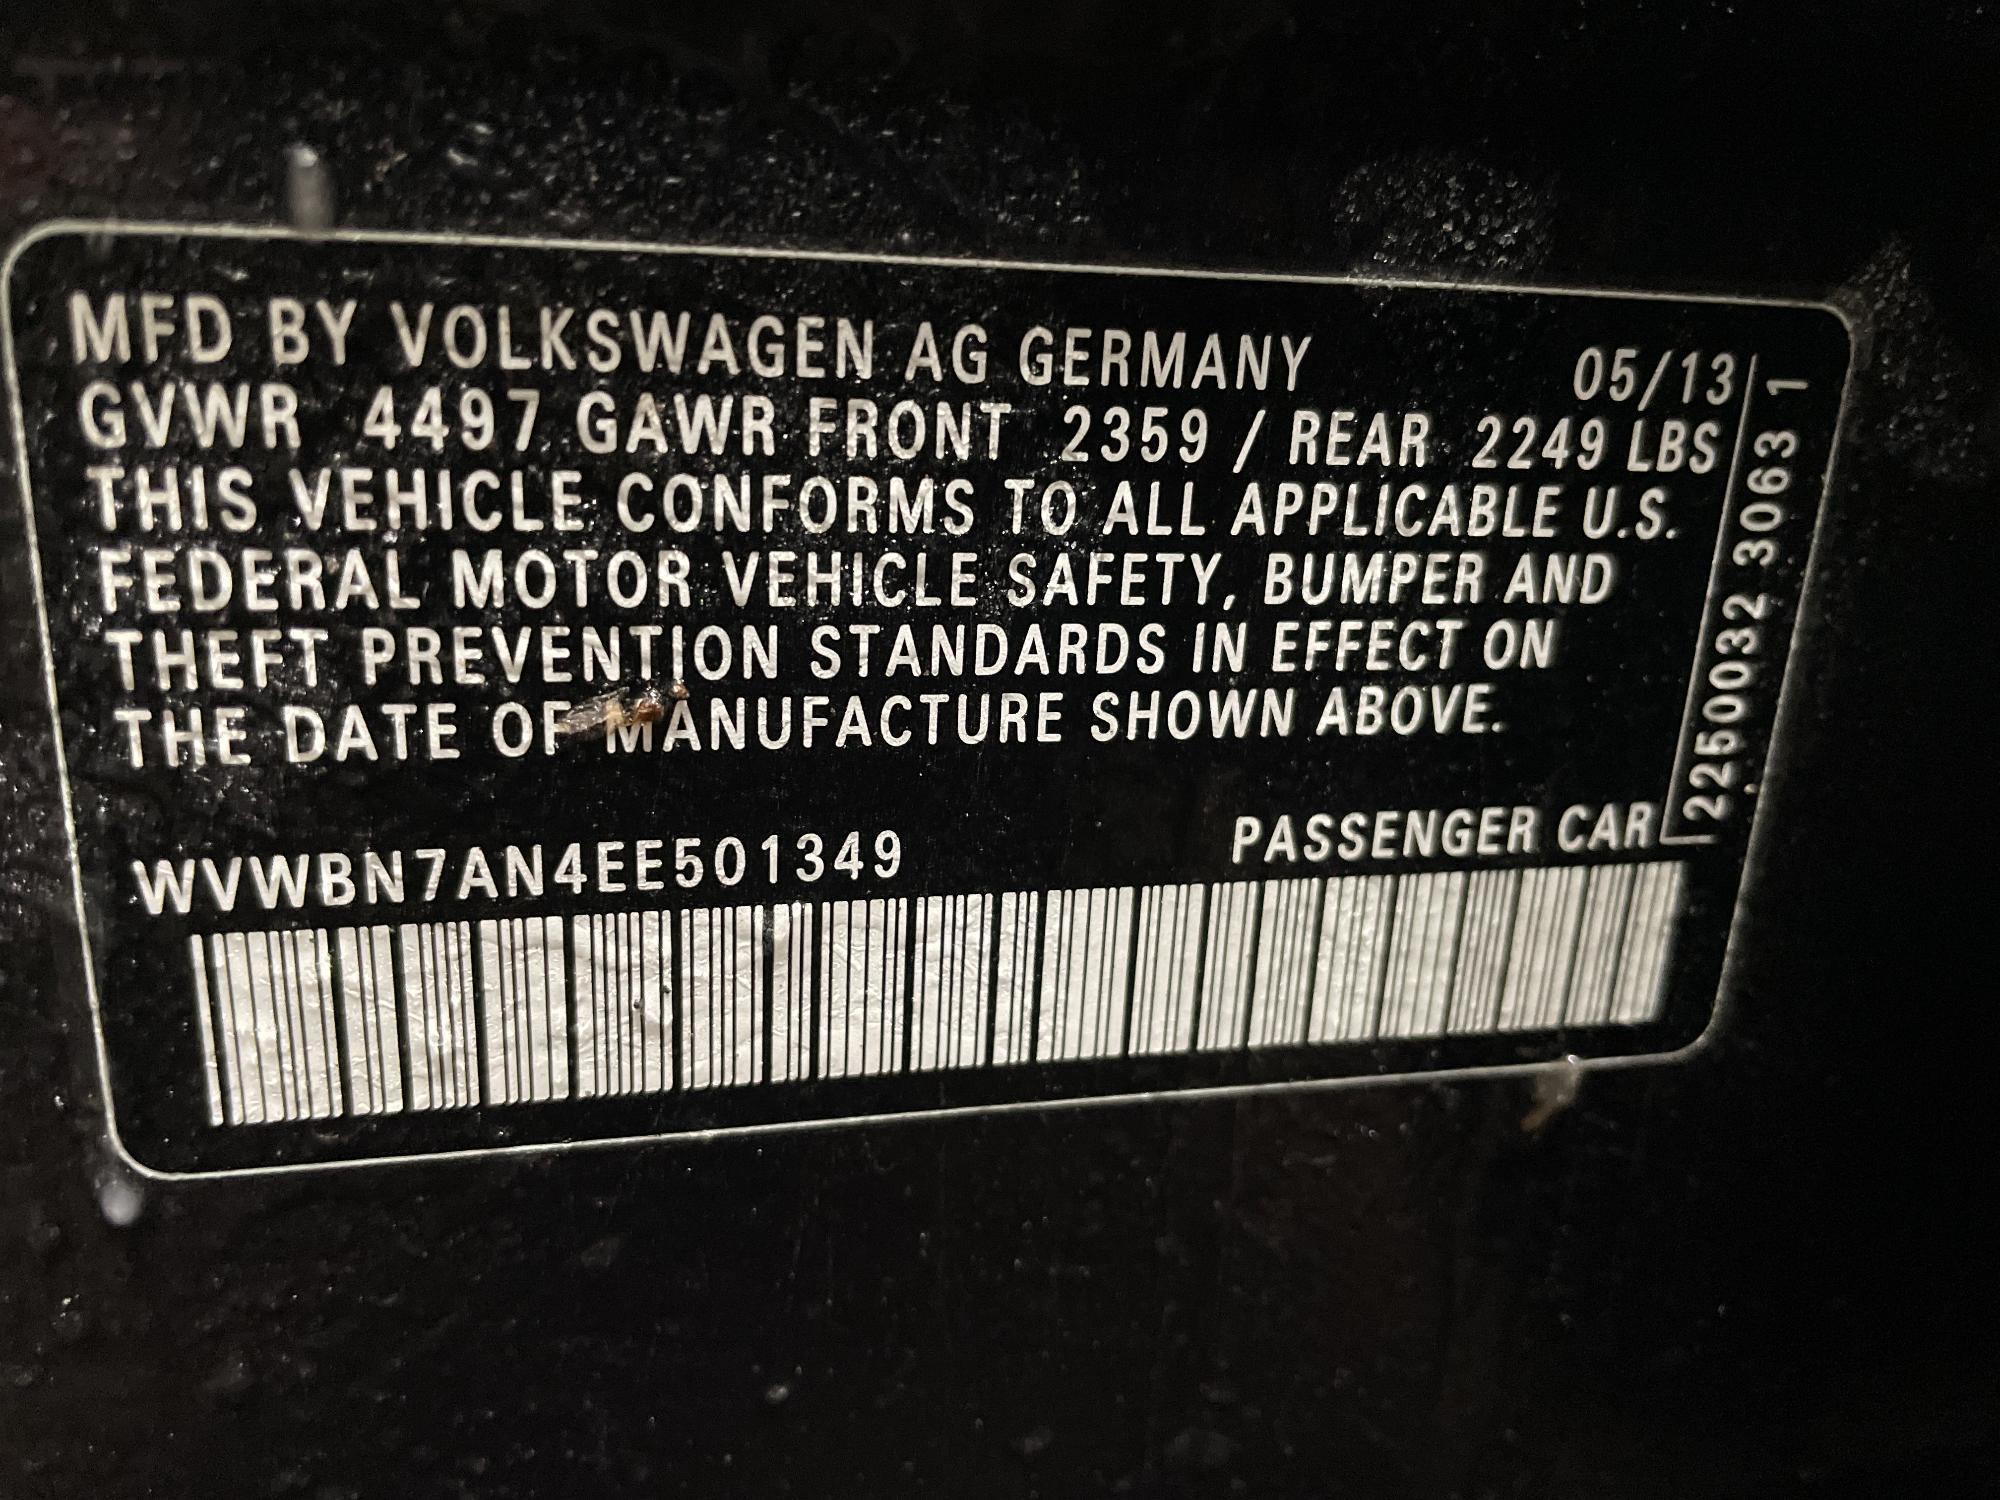 MFD BY VOLKSWAGEN AG GERMANY 05/13
GVWR 4497 GAWR FRONT 2359 / REAR 2249 LBS
THIS VEHICLE CONFORMS TO ALL APPLICABLE U.S.
FEDERAL MOTOR VEHICLE SAFETY, BUMPER AND
THEFT PREVENTION STANDARDS IN EFFECT ON
THE DATE OF MANUFACTURE SHOWN ABOVE.
WVWBN7AN4EE501349 PASSENGER CAR
2250032 3063 1